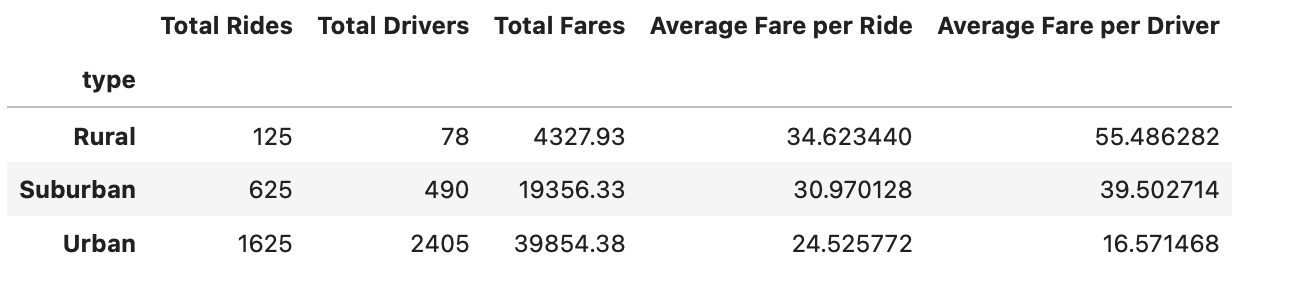 Total Rides Total Drivers Total Fares Average Fare per Ride Average Fare per Driver
type
Rural 125 78 4327.93 34.623440 55.486282
Suburban 625 490 19356.33 30.970128 39.502714
Urban 1625 2405 39854.38 24.525772 16.571468